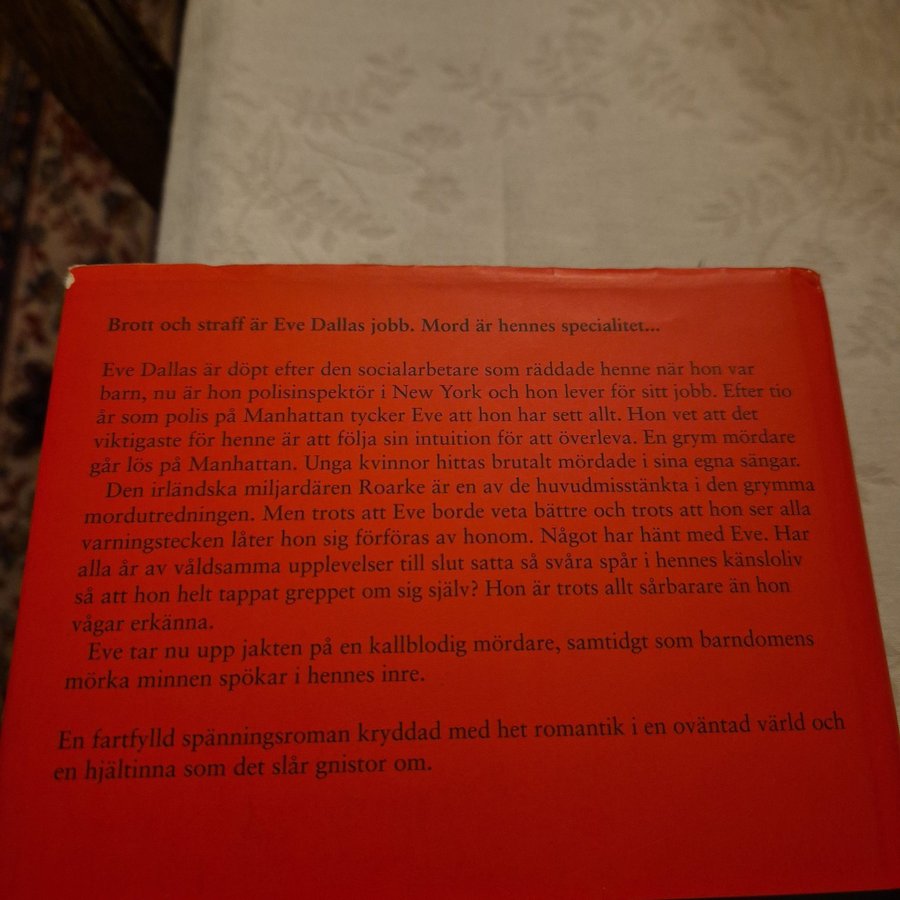 Brott och straff är Eve Dallas jobb. Mord är hennes specialitet...
Eve Dallas är döpt efter den socialarbetare som räddade henne när hon var
barn, nu är hon polisinspektör i New York och hon lever för sitt jobb. Efter tio
år som polis på Manhattan tycker Eve att hon har sett allt. Hon vet att det
viktigaste för henne är att följa sin intuition för att överleva. En grym mördare
går lös på Manhattan. Unga kvinnor hittas brutalt mördade i sina egna sängar.
Den irländska miljardären Roarke är en av de huvudmisstänkta i den grymma
mordutredningen. Men trots att Eve borde veta bättre och trots att hon ser alla
varningstecken låter hon sig förföras av honom. Något har hänt med Eve. Har
alla år av våldsamma upplevelser till slut satta så svåra spår i hennes känsloliv
så att hon helt tappat greppet om sig själv? Hon är trots allt sårbarare än hon
vågar erkänna.
Eve tar nu upp jakten på en kallblodig mördare, samtidgt som barndomens
mörka minnen spökar i hennes inre.
En fartfylld spänningsroman kryddad med het romantik i en oväntad värld och
en hjältinna som det slår gnistor om.